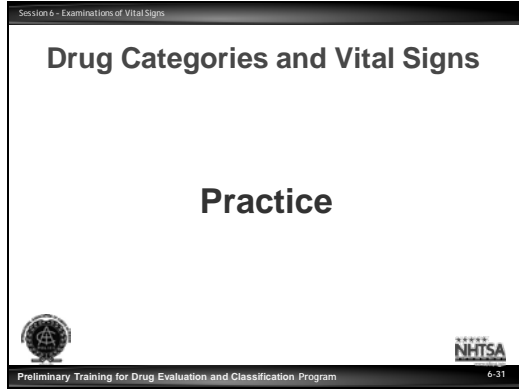 Session 6 - Examinations of Vital Signs
Drug Categories and Vital Signs
Practice
NHTSA
Preliminary Training for Drug Evaluation and Classification Program
6-31